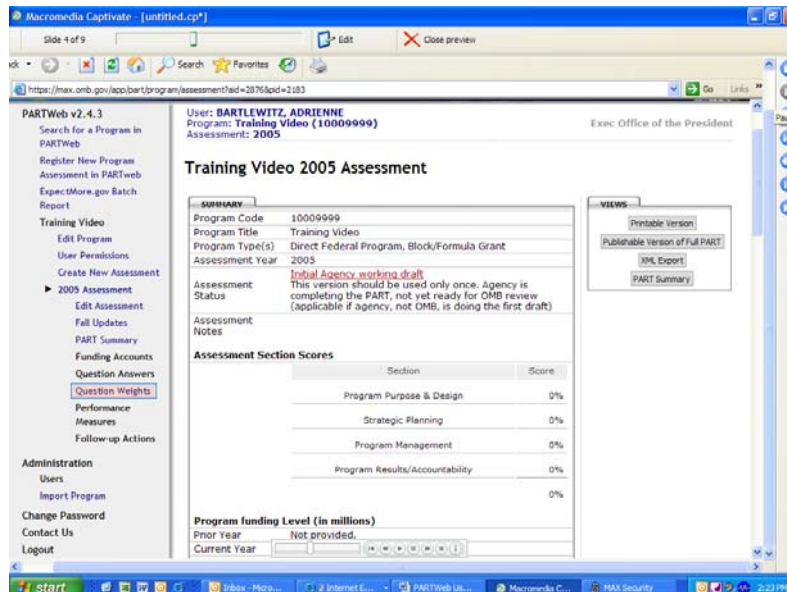 Macromedia Captivate - [untitled.cp*]
Slide 4 of 9
Edit
Close preview
Search
Favorites
https://max.omb.gov/app/part/program/assessment?aid=2876&pid=2183
Go
Links
PARTWeb v2.4.3
Search for a Program in
PARTWeb
Register New Program
Assessment in PARTweb
ExpectMore.gov Batch
Report
Training Video
Edit Program
User Permissions
Create New Assessment
2005 Assessment
Edit Assessment
Fall Updates
PART Summary
Funding Accounts
Question Answers
Question Weights
Performance
Measures
Follow-up Actions
Administration
Users
Import Program
Change Password
Contact Us
Logout
User: BARTLEWITZ, ADRIENNE
Program: Training Video (10009999)
Assessment: 2005
Exec Office of the President
Training Video 2005 Assessment
SUMMARY
Program Code 10009999
Program Title Training Video
Program Type(s) Direct Federal Program, Block/Formula Grant
Assessment Year 2005
Assessment Status
Initial Agency working draft
This version should be used only once. Agency is
completing the PART, not yet ready for OMB review
(applicable if agency, not OMB, is doing the first draft)
Assessment
Notes
Assessment Section Scores
Section Score
Program Purpose & Design 0%
Strategic Planning 0%
Program Management 0%
Program Results/Accountability 0%
0%
Program funding Level (in millions)
Prior Year Not provided.
Current Year
VIEWS
Printable Version
Publishable Version of Full PART
XML Export
PART Summary
start
Inbox - Micro...
2 Internet E...
PARTWeb Us...
Macromedia C...
MAX Security
2:23 PM